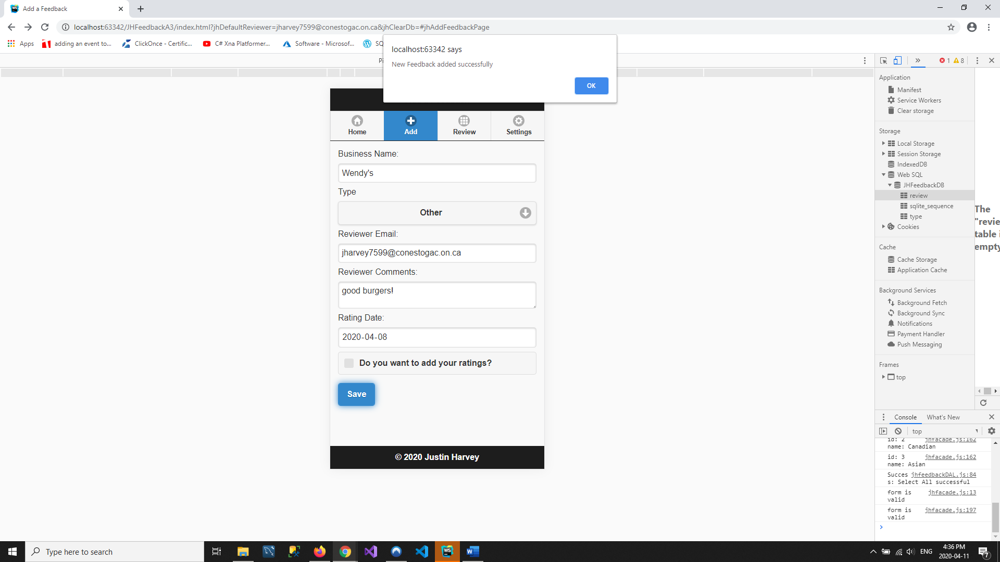 Add a Feedback
localhost:63342/JHFeedbackA3/index.html?jhDefaultReviewer=jharvey7599@conestogac.on.ca&jhClearDb=#jhAddFeedbackPage
Apps
adding an event to...
ClickOnce - Certific...
C# Xna Platformer...
Software - Microsof...
SQ
localhost:63342 says
New Feedback added successfully
OK
Pi
1
8
Home
Add
Review
Settings
Business Name:
Wendy's
Type
Other
Reviewer Email:
jharvey7599@conestogac.on.ca
Reviewer Comments:
good burgers!
Rating Date:
2020-04-08
Do you want to add your ratings?
Save
© 2020 Justin Harvey
Application
Manifest
Service Workers
Clear storage
Storage
Local Storage
Session Storage
IndexedDB
Web SQL
JHFeedbackDB
review
sqlite_sequence
type
Cookies
Cache
Cache Storage
Application Cache
Background Services
Background Fetch
Background Sync
Notifications
Payment Handler
Push Messaging
Frames
top
The
"revie
table i
empty
Console
What's New
top
id: 2 jhfacade.js:162
name: Canadian
id: 3 jhfacade.js:162
name: Asian
Succes jhfeedbackDAL.js:84
s: Select All successful
form is jhfacade.js:13
valid
form is jhfacade.js:197
valid
Type here to search
WS
ENG
4:36 PM
2020-04-11
7